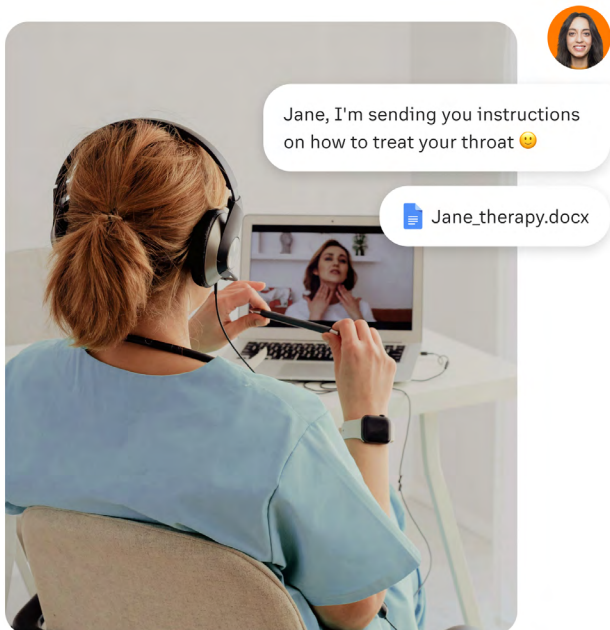 Jane, I'm sending you instructions
on how to treat your throat 🙂
Jane_therapy.docx